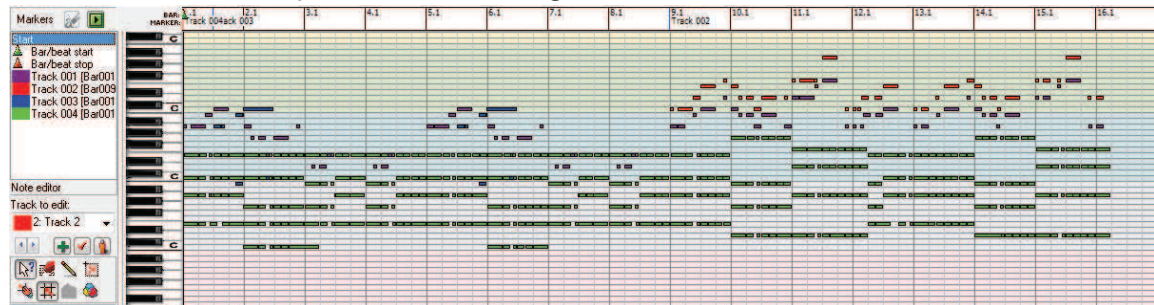 Markers
BAR:
MARKER:
1.1 2.1 3.1 4.1 5.1 6.1 7.1 8.1 9.1 10.1 11.1 12.1 13.1 14.1 15.1 16.1
Track 004ack 003 Track 002
Start
Bar/beat start
Bar/beat stop
Track 001 [Bar001
Track 002 [Bar009
Track 003 [Bar001
Track 004 [Bar001
Note editor
Track to edit:
2: Track 2
C
C
C
C